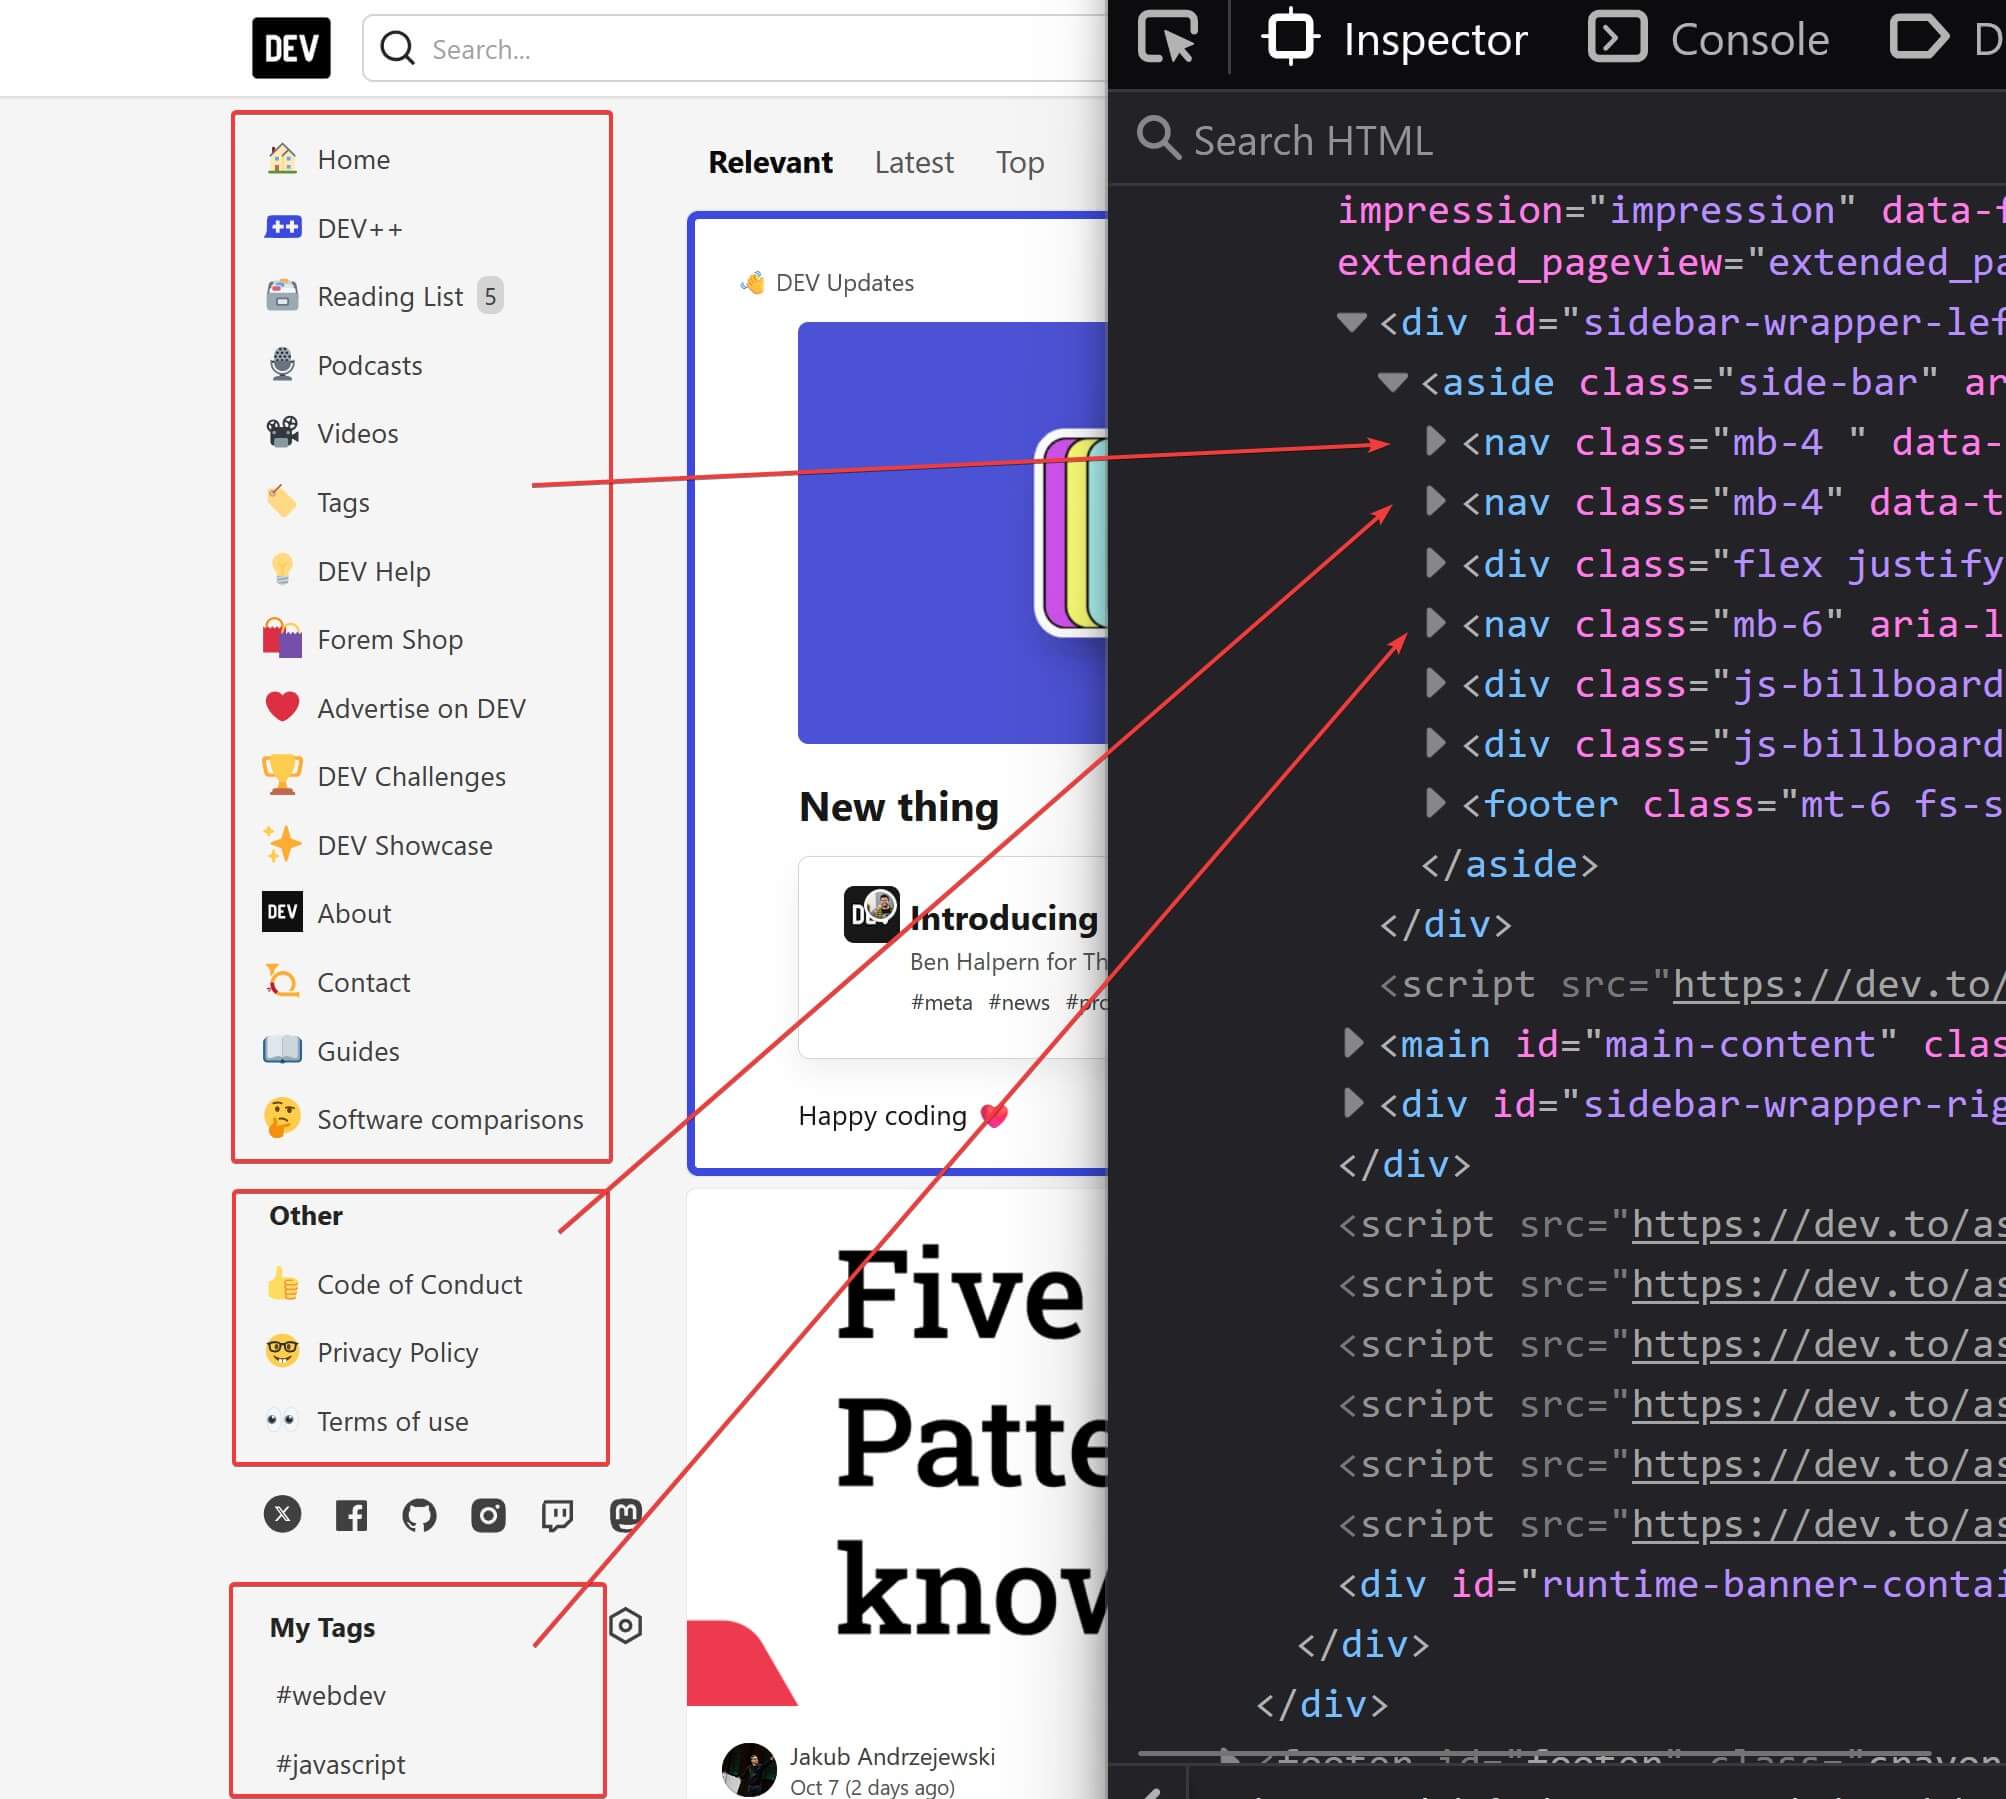 DEV
Search...
Home
DEV++
Reading List 5
Podcasts
Videos
Tags
DEV Help
Forem Shop
Advertise on DEV
DEV Challenges
DEV Showcase
DEV
About
Contact
Guides
Software comparisons
Other
Code of Conduct
Privacy Policy
Terms of use
My Tags
#webdev
#javascript
Relevant Latest Top
DEV Updates
New thing
Introducing
Ben Halpern for Th
#meta #news #pro
Happy coding
Five
Patte
know
Jakub Andrzejewski
Oct 7 (2 days ago)
Inspector Console D
Search HTML
impression="impression" data-f
extended_pageview="extended_pa
<div id="sidebar-wrapper-lef
<aside class="side-bar" ar
<nav class="mb-4 " data-
<nav class="mb-4" data-t
<div class="flex justify
<nav class="mb-6" aria-l
<div class="js-billboard
<div class="js-billboard
<footer class="mt-6 fs-s
</aside>
</div>
<script src="https://dev.to/
<main id="main-content" clas
<div id="sidebar-wrapper-rig
</div>
<script src="https://dev.to/as
<script src="https://dev.to/as
<script src="https://dev.to/as
<script src="https://dev.to/as
<script src="https://dev.to/as
<script src="https://dev.to/as
<div id="runtime-banner-contai
</div>
</div>
<footer id="footer" class="crayon